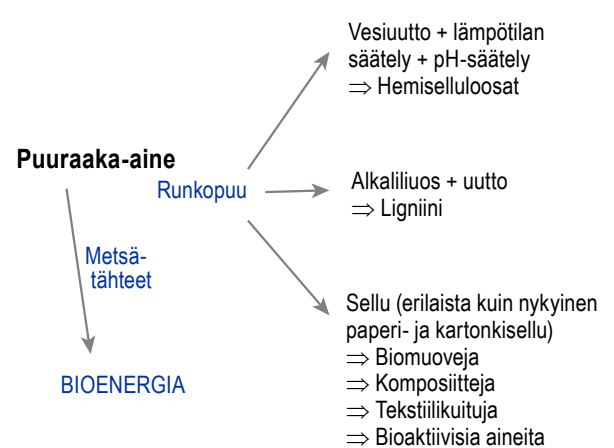 Vesiuutto + lämpötilan
säätely + pH-säätely
⇒ Hemiselluloosat
Puuraaka-aine
Runkopuu
Alkaliliuos + uutto
⇒ Ligniini
Metsä-
tähteet
BIOENERGIA
Sellu (erilaista kuin nykyinen
paperi- ja kartonkisellu)
⇒ Biomuoveja
⇒ Komposiitteja
⇒ Tekstiilikuituja
⇒ Bioaktiivisia aineita